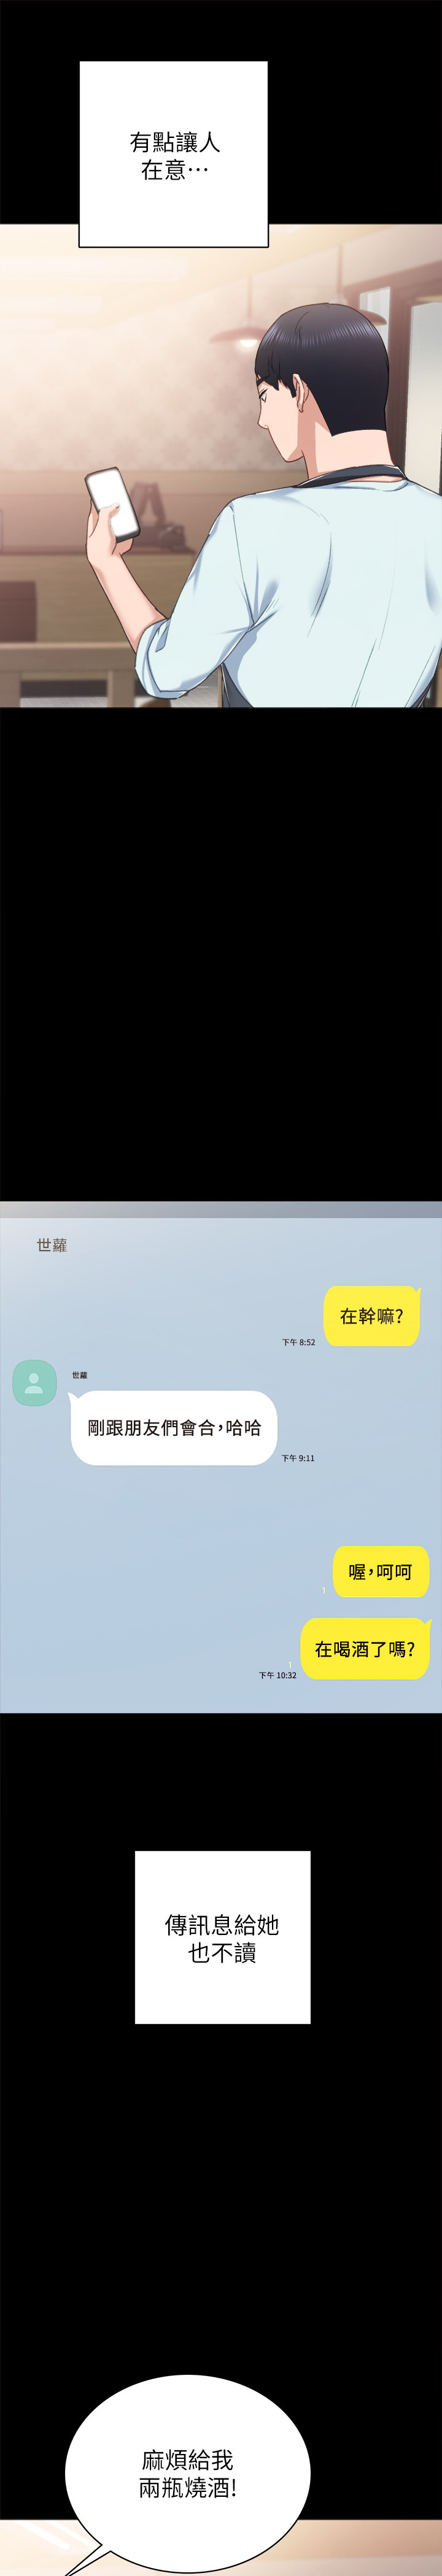 有點讓人
在意…
世蘿
在幹嘛?
下午 8:52
世蘿
剛跟朋友們會合,哈哈
下午 9:11
喔,呵呵
1
在喝酒了嗎?
1
下午 10:32
傳訊息給她
也不讀
麻煩給我
兩瓶燒酒!